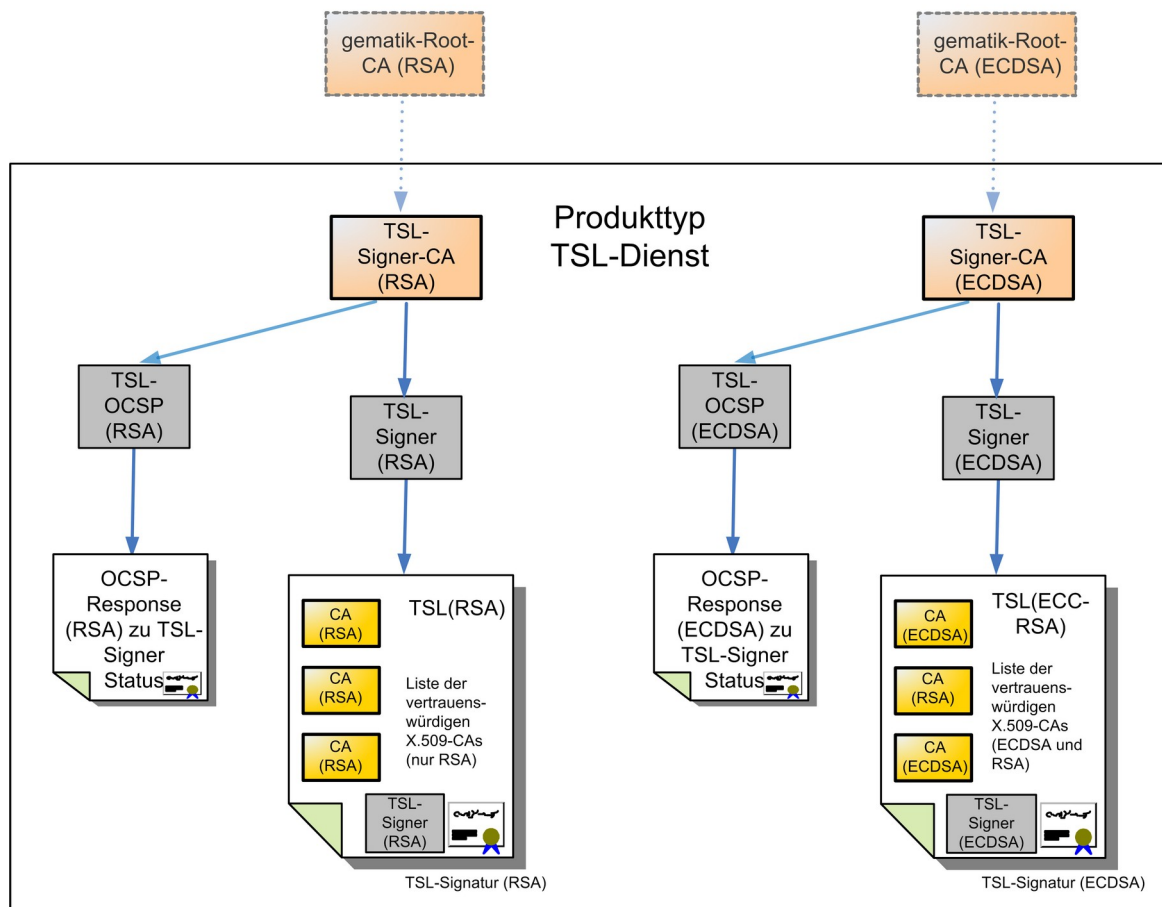 gematik-Root-
CA (RSA)
gematik-Root-
CA (ECDSA)
Produkttyp
TSL-Dienst
TSL-
Signer-CA
(RSA)
TSL-
Signer-CA
(ECDSA)
TSL-
OCSP
(RSA)
TSL-
Signer
(RSA)
TSL-
OCSP
(ECDSA)
TSL-
Signer
(ECDSA)
OCSP-
Response
(RSA) zu TSL-
Signer
Status
TSL(RSA)
CA
(RSA)
CA
(RSA)
CA
(RSA)
Liste der
vertrauens-
würdigen
X.509-CAs
(nur RSA)
TSL-
Signer
(RSA)
TSL-Signatur (RSA)
OCSP-
Response
(ECDSA) zu
TSL-Signer
Status
TSL(ECC-
RSA)
CA
(ECDSA)
CA
(RSA)
CA
(ECDSA)
Liste der
vertrauens-
würdigen
X.509-CAs
(ECDSA und
RSA)
TSL-
Signer
(ECDSA)
TSL-Signatur (ECDSA)